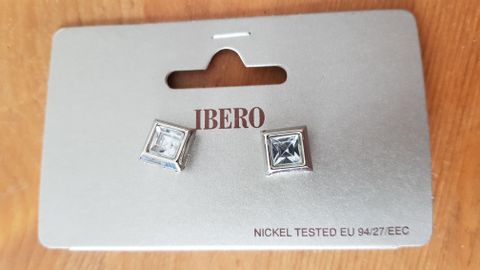 IBERO
NICKEL TESTED EU 94/27/EEC